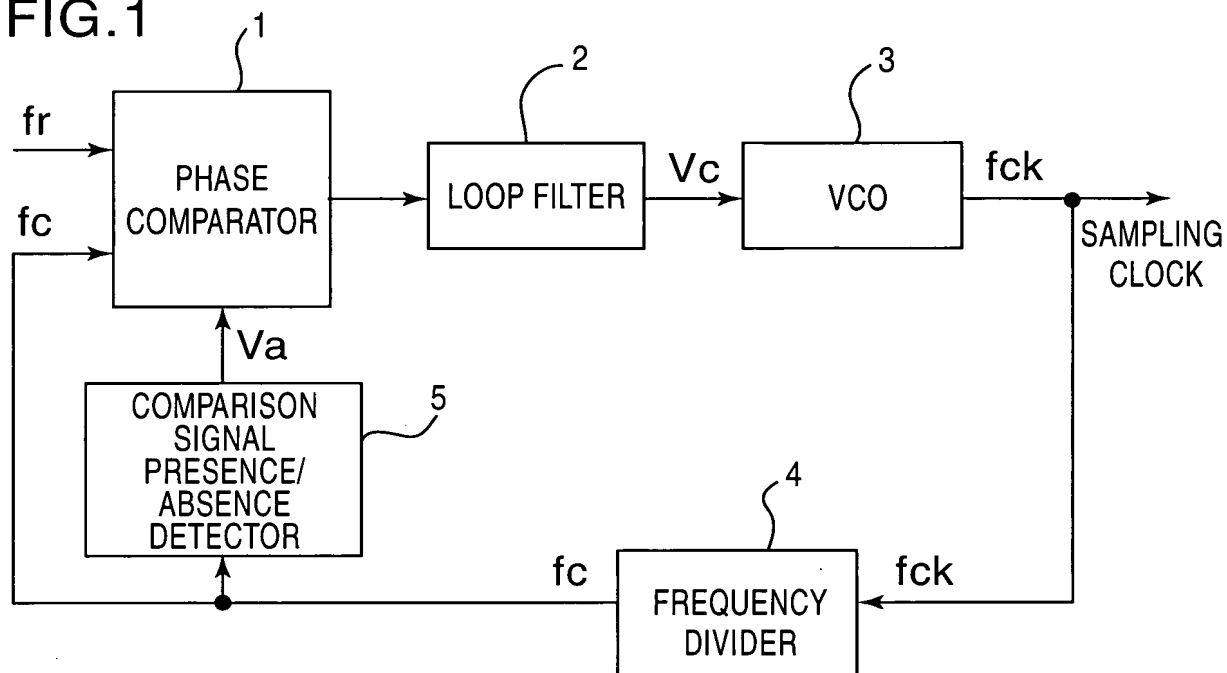 FIG.1
1
2
3
fr
PHASE
COMPARATOR
LOOP FILTER
Vc
VCO
fck
fc
SAMPLING
CLOCK
Va
COMPARISON
SIGNAL
PRESENCE/
ABSENCE
DETECTOR
5
4
fc
FREQUENCY
DIVIDER
fck